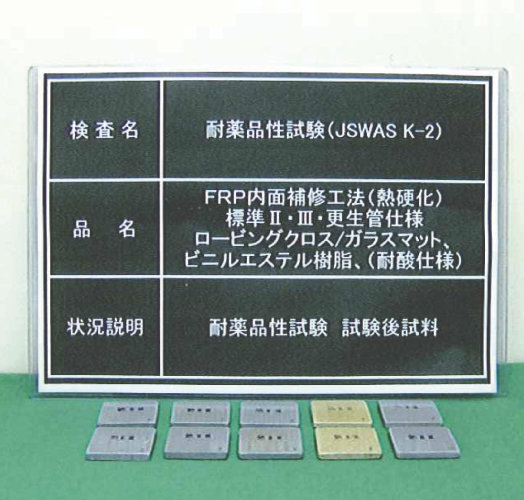 検査名
耐薬品性試験(JSWAS K-2)
品 名
FRP内面補修工法(熱硬化)
標準Ⅱ・Ⅲ・更生管仕様
ロービングクロス/ガラスマット、
ビニルエステル樹脂、(耐酸仕様)
状況説明
耐薬品性試験 試験後試料